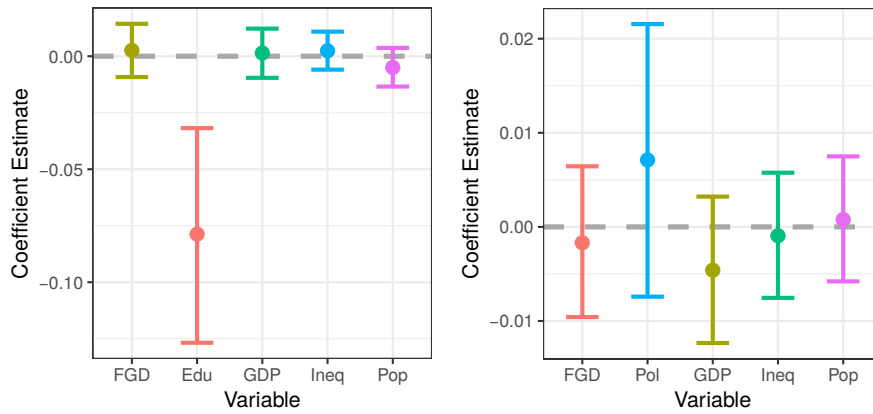 Coefficient Estimate
0.00
−0.05
−0.10
FGD Edu GDP Ineq Pop
Variable
Coefficient Estimate
0.02
0.01
0.00
−0.01
FGD Pol GDP Ineq Pop
Variable